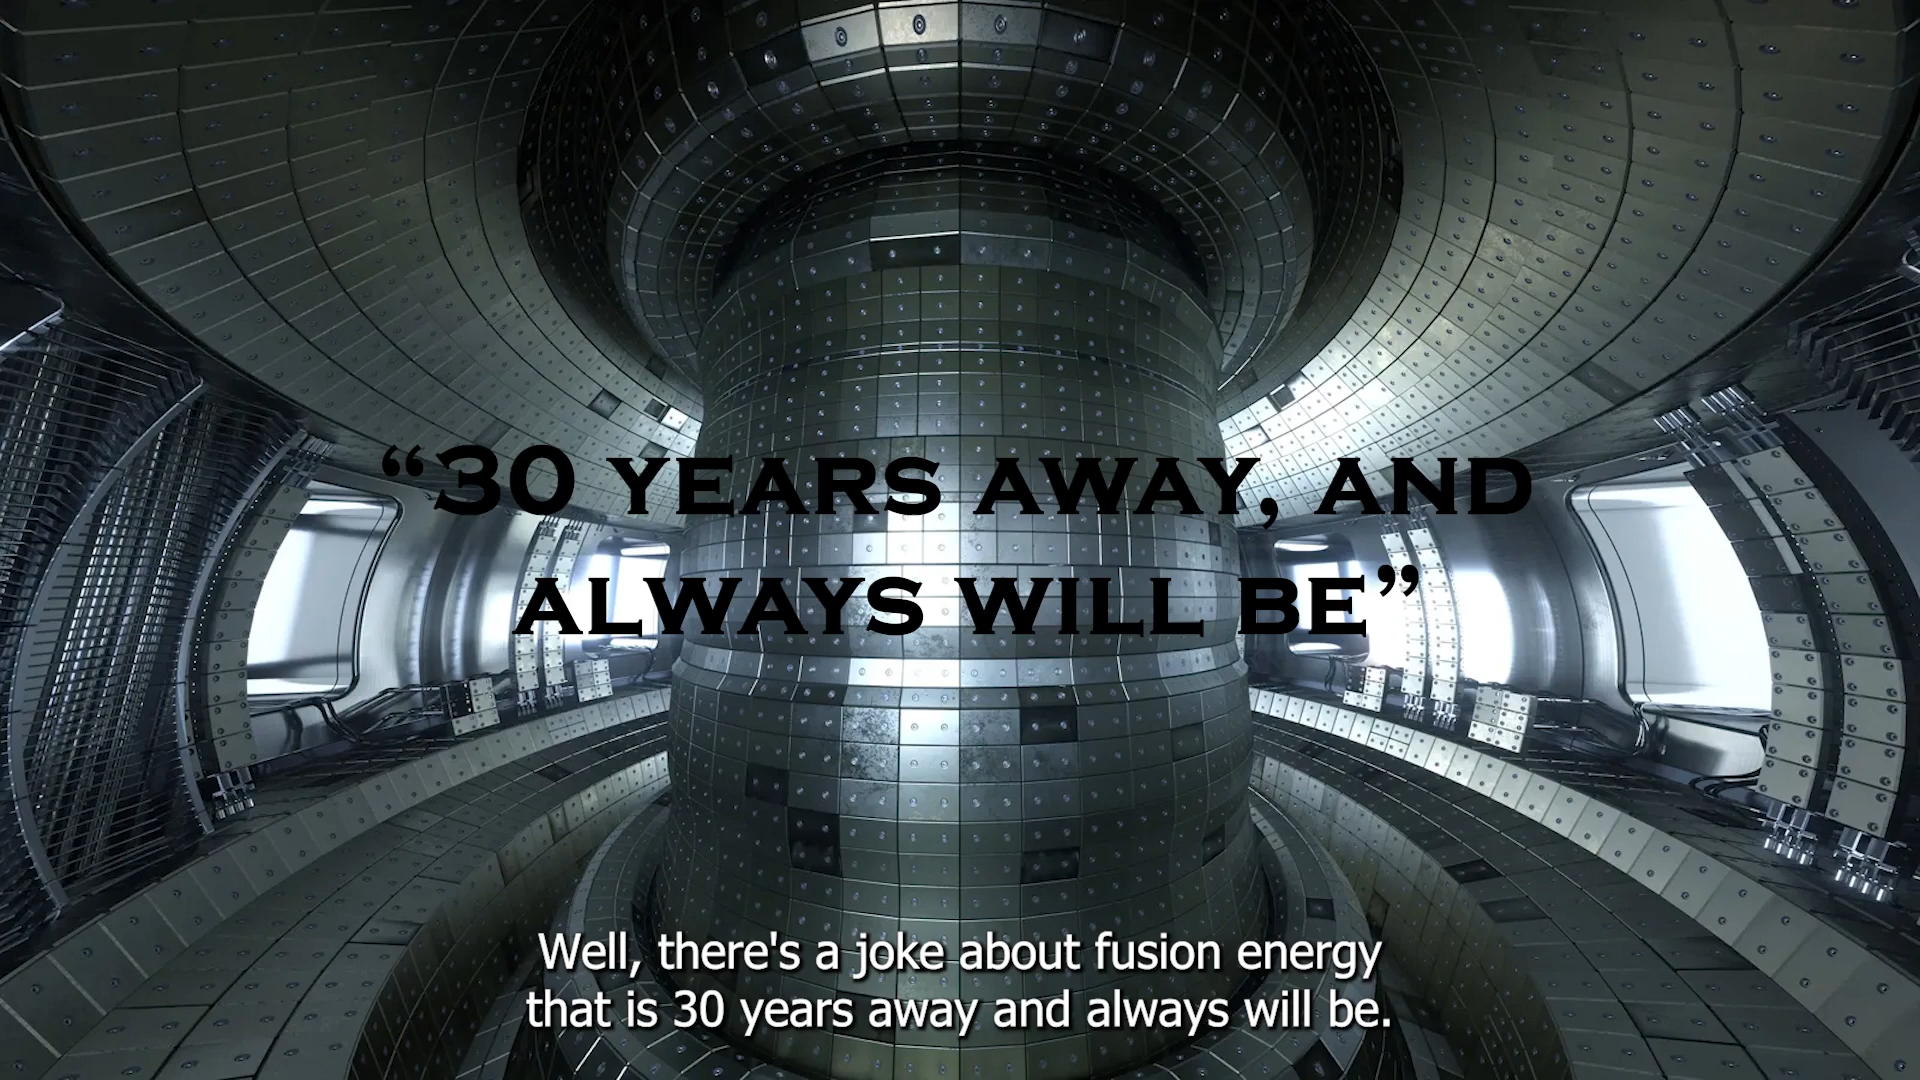 “30 YEARS AWAY, AND
ALWAYS WILL BE”
Well, there's a joke about fusion energy
that is 30 years away and always will be.